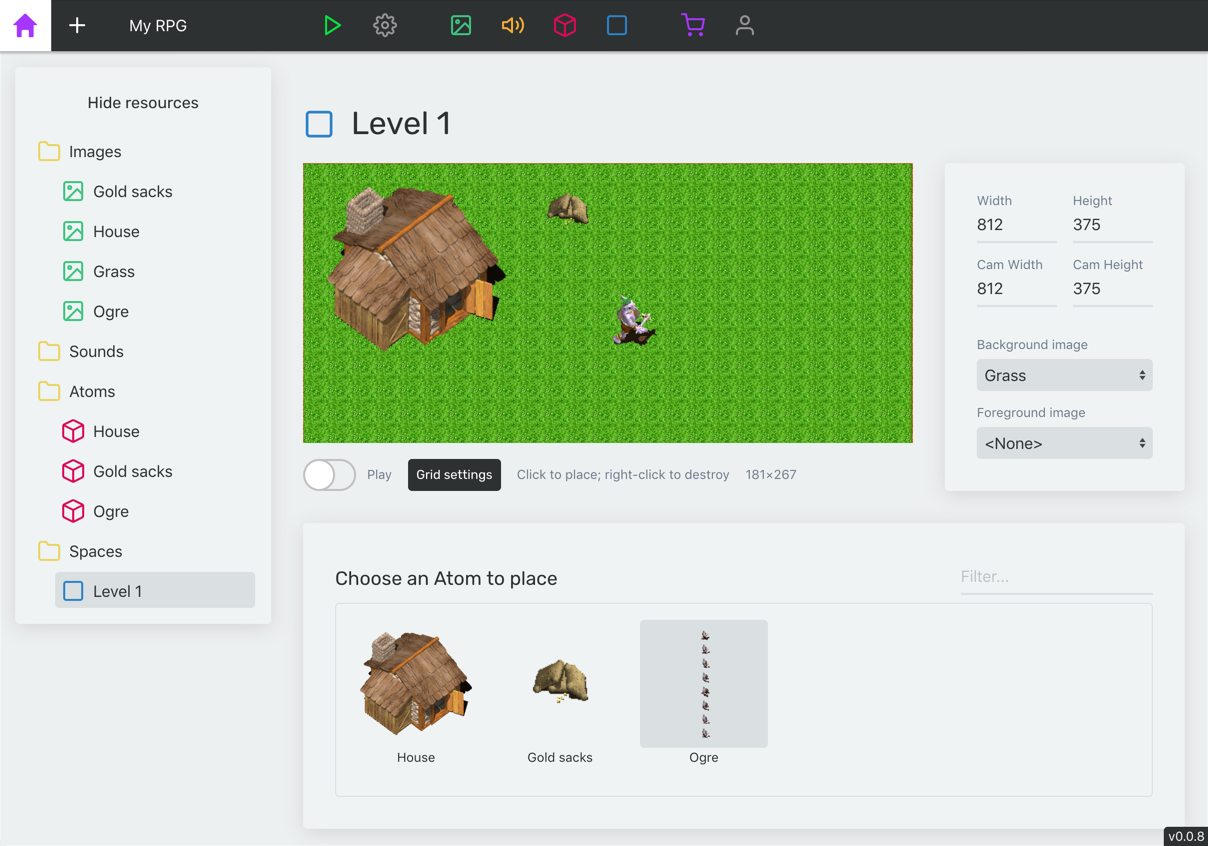 My RPG
Hide resources
Images
Gold sacks
House
Grass
Ogre
Sounds
Atoms
House
Gold sacks
Ogre
Spaces
Level 1
Level 1
Width Height
812 375
Cam Width Cam Height
812 375
Background image
Grass
Foreground image
<None>
Play Grid settings Click to place; right-click to destroy 181×267
Choose an Atom to place Filter...
House Gold sacks Ogre
v0.0.8